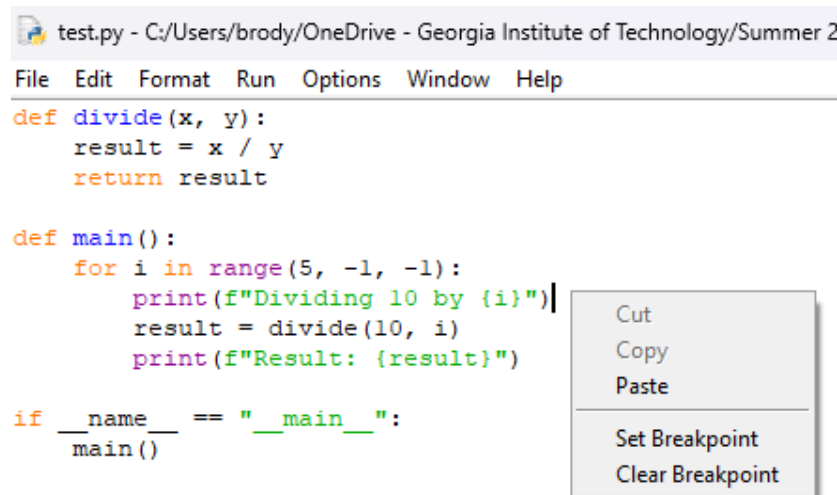 test.py - C:/Users/brody/OneDrive - Georgia Institute of Technology/Summer 2
File Edit Format Run Options Window Help
def divide(x, y):
    result = x / y
    return result
def main():
    for i in range(5, -1, -1):
        print(f"Dividing 10 by {i}")
        result = divide(10, i)
        print(f"Result: {result}")
if __name__ == "__main__":
    main()
Cut
Copy
Paste
Set Breakpoint
Clear Breakpoint